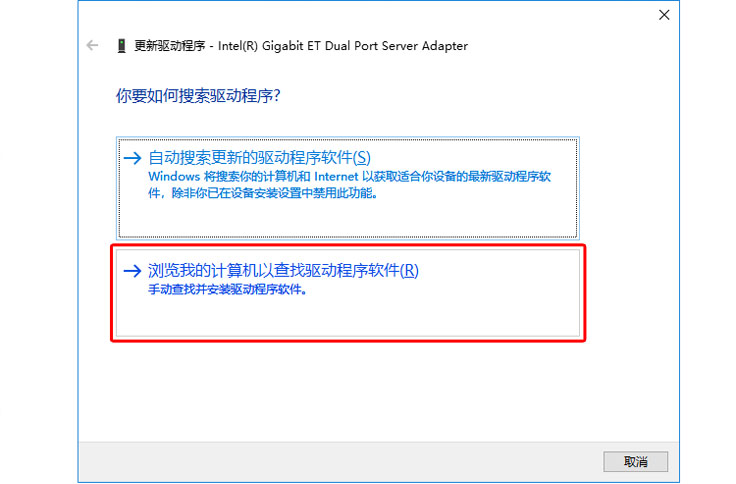 更新驱动程序 - Intel(R) Gigabit ET Dual Port Server Adapter
你要如何搜索驱动程序?
自动搜索更新的驱动程序软件(S)
Windows 将搜索你的计算机和 Internet 以获取适合你设备的最新驱动程序软
件，除非你已在设备安装设置中禁用此功能。
浏览我的计算机以查找驱动程序软件(R)
手动查找并安装驱动程序软件。
取消